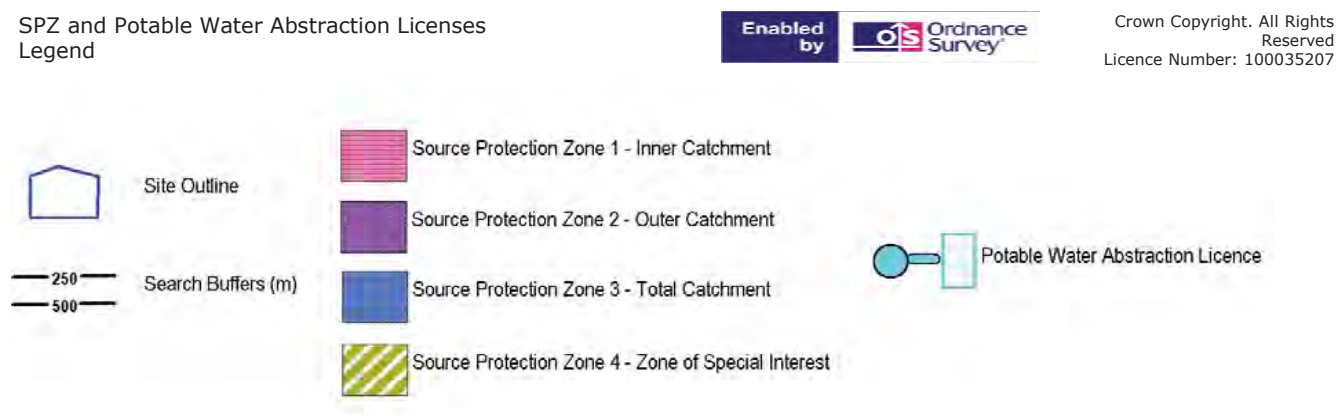 SPZ and Potable Water Abstraction Licenses
Legend
Enabled
by
OS Ordnance
Survey
Crown Copyright. All Rights
Reserved
Licence Number: 100035207
Site Outline
250
500
Search Buffers (m)
Source Protection Zone 1 - Inner Catchment
Source Protection Zone 2 - Outer Catchment
Source Protection Zone 3 - Total Catchment
Source Protection Zone 4 - Zone of Special Interest
Potable Water Abstraction Licence